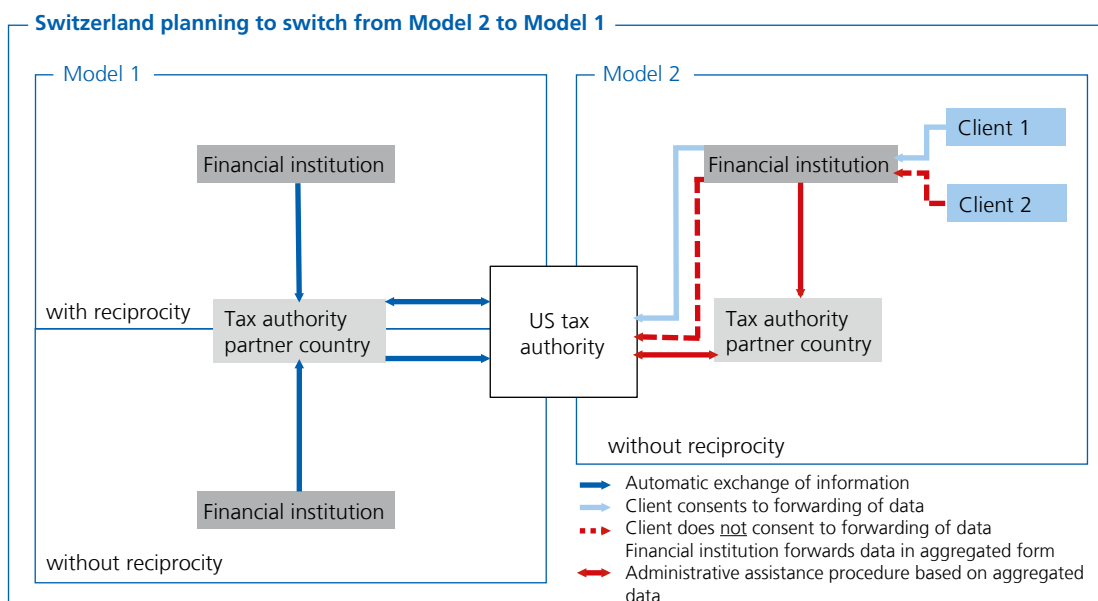 Switzerland planning to switch from Model 2 to Model 1
Model 1
Financial institution
with reciprocity
Tax authority
partner country
Financial institution
without reciprocity
US tax
authority
Model 2
Client 1
Financial institution
Client 2
Tax authority
partner country
without reciprocity
Automatic exchange of information
Client consents to forwarding of data
Client does not consent to forwarding of data
Financial institution forwards data in aggregated form
Administrative assistance procedure based on aggregated
data